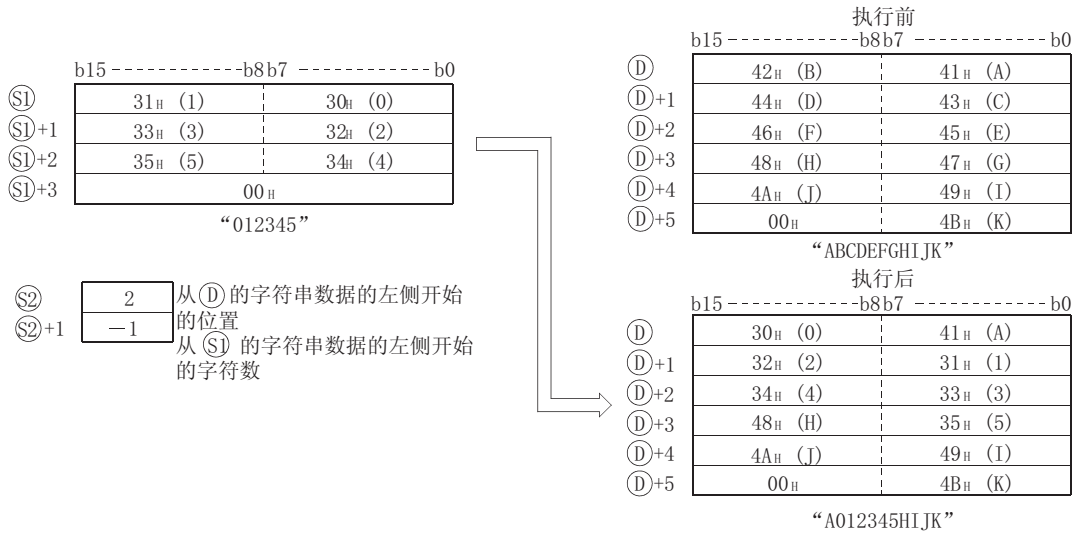 b15 b8 b7 b0
S1 31H (1) 30H (0)
S1+1 33H (3) 32H (2)
S1+2 35H (5) 34H (4)
S1+3 00H
“012345”
S2 2
S2+1 －1
从 D 的字符串数据的左侧开始
的位置
从 S1 的字符串数据的左侧开始
的字符数
执行前
b15 b8 b7 b0
D 42H (B) 41H (A)
D+1 44H (D) 43H (C)
D+2 46H (F) 45H (E)
D+3 48H (H) 47H (G)
D+4 4AH (J) 49H (I)
D+5 00H 4BH (K)
“ABCDEFGHIJK”
执行后
b15 b8 b7 b0
D 30H (0) 41H (A)
D+1 32H (2) 31H (1)
D+2 34H (4) 33H (3)
D+3 48H (H) 35H (5)
D+4 4AH (J) 49H (I)
D+5 00H 4BH (K)
“A012345HIJK”